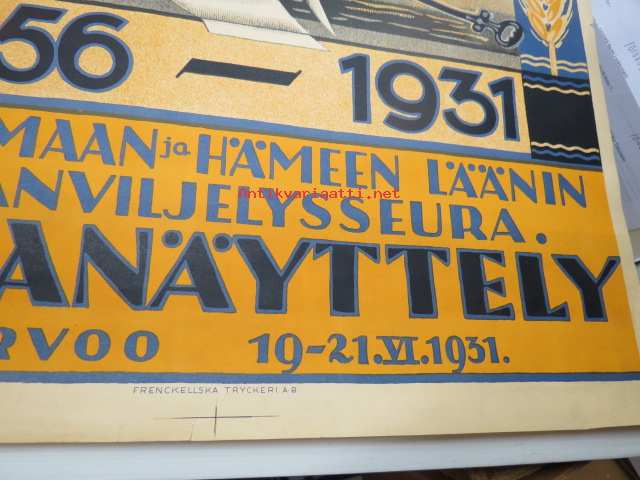 56 — 1931
MAAN ja HÄMEEN LÄÄNIN
ANVILJELYSSEURA.
ANÄYTTELY
RVOO 19-21.VI.1931.
FRENCKELLSKA TRYCKERI A-B
antikvariaatti.net